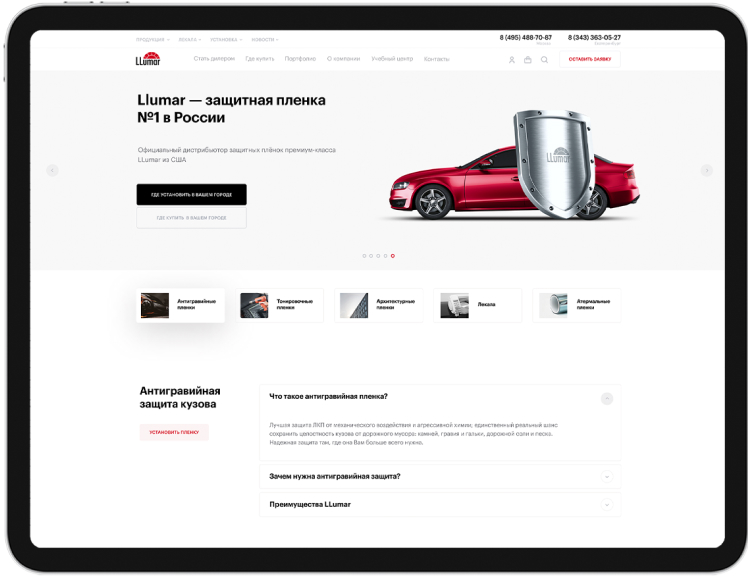 ПРОДУКЦИЯ
ЛЕКАЛА
УСТАНОВКА
НОВОСТИ
8 (495) 488-70-87
Москва
8 (343) 363-05-27
Екатеринбург
LLumar
Стать дилером
Где купить
Портфолио
О компании
Учебный центр
Контакты
ОСТАВИТЬ ЗАЯВКУ
Llumar — защитная пленка
№1 в России
Официальный дистрибьютор защитных плёнок премиум-класса
LLumar из США
ГДЕ УСТАНОВИТЬ В ВАШЕМ ГОРОДЕ
ГДЕ КУПИТЬ В ВАШЕМ ГОРОДЕ
LLumar
Антигравийные
пленки
Тонировочные
пленки
Архитектурные
пленки
Лекала
Атермальные
пленки
Антигравийная
защита кузова
УСТАНОВИТЬ ПЛЕНКУ
Что такое антигравийная пленка?
Лучшая защита ЛКП от механического воздействия и агрессивной химии, единственный реальный шанс
сохранить целостность кузова от дорожного мусора: камней, гравия и гальки, дорожной соли и песка.
Надежная защита там, где она Вам больше всего нужна.
Зачем нужна антигравийная защита?
Преимущества LLumar